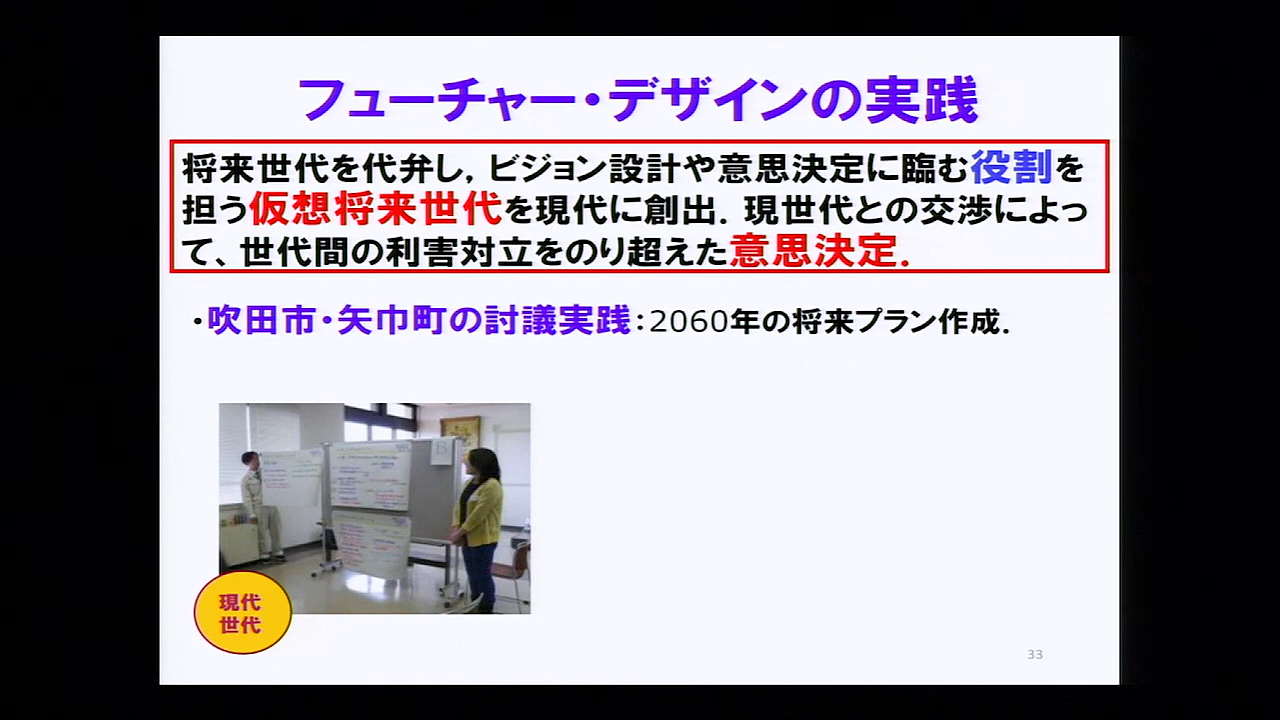 フューチャー・デザインの実践
将来世代を代弁し，ビジョン設計や意思決定に臨む役割を
担う仮想将来世代を現代に創出．現世代との交渉によっ
て、世代間の利害対立をのり超えた意思決定．
・吹田市・矢巾町の討議実践：2060年の将来プラン作成．
B
現代
世代
33